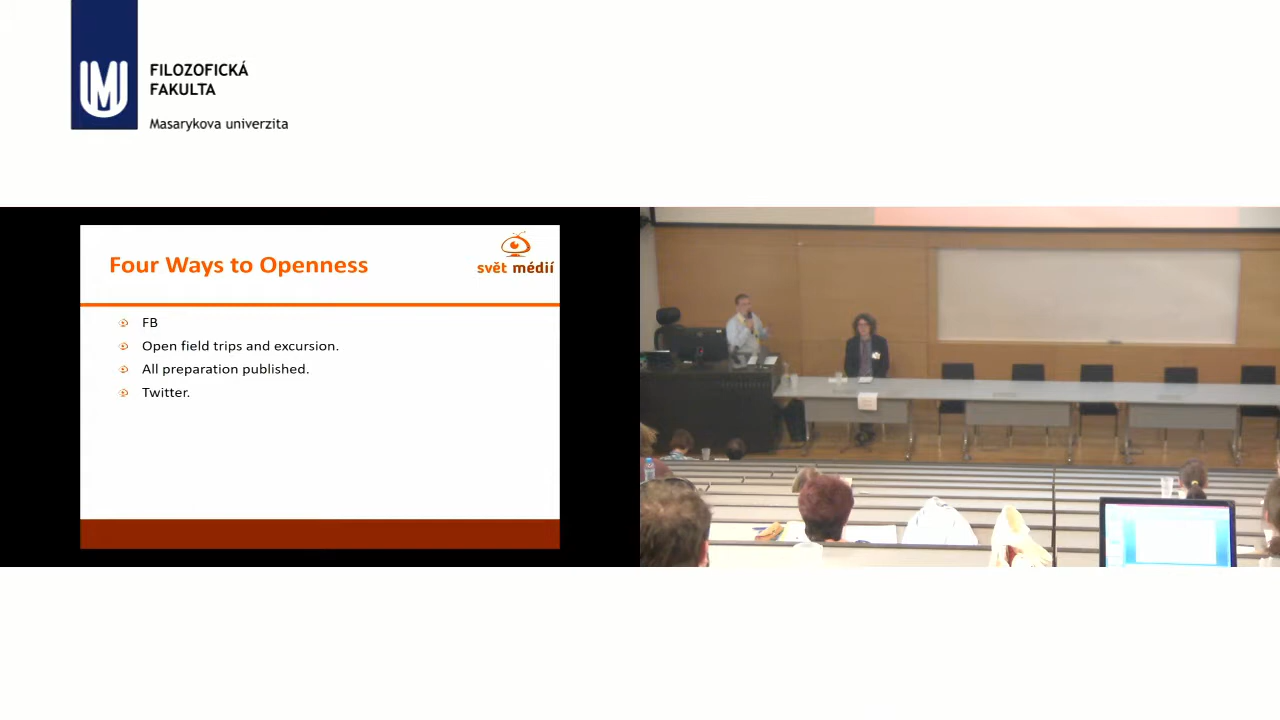 FILOZOFICKÁ
FAKULTA
Masarykova univerzita
Four Ways to Openness
svět médií
FB
Open field trips and excursion.
All preparation published.
Twitter.